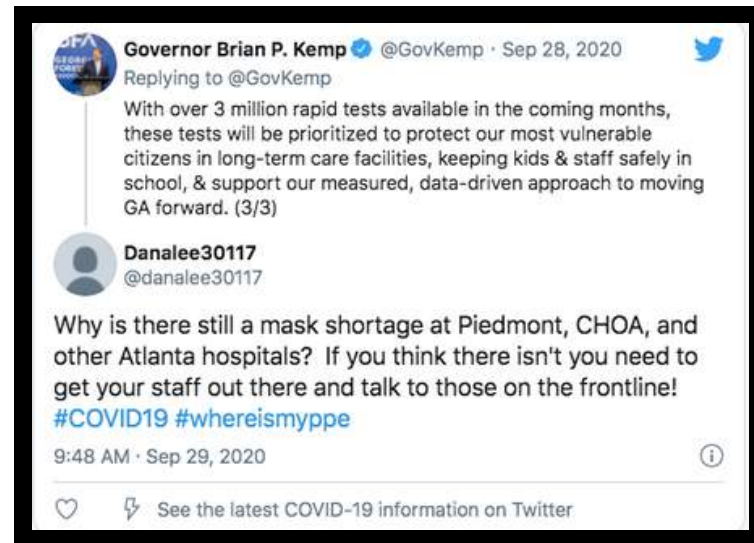 Governor Brian P. Kemp @GovKemp · Sep 28, 2020
Replying to @GovKemp
With over 3 million rapid tests available in the coming months,
these tests will be prioritized to protect our most vulnerable
citizens in long-term care facilities, keeping kids & staff safely in
school, & support our measured, data-driven approach to moving
GA forward. (3/3)
Danalee30117
@danalee30117
Why is there still a mask shortage at Piedmont, CHOA, and
other Atlanta hospitals? If you think there isn't you need to
get your staff out there and talk to those on the frontline!
#COVID19 #whereismyppe
9:48 AM · Sep 29, 2020
See the latest COVID-19 information on Twitter